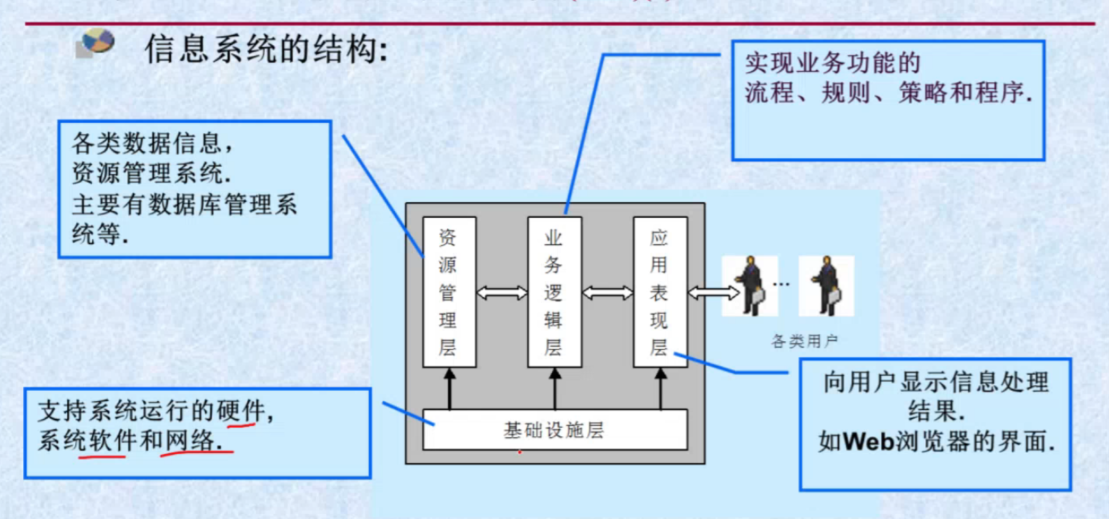 信息系统的结构:
实现业务功能的
流程、规则、策略和程序.
各类数据信息，
资源管理系统.
主要有数据库管理系
统等.
资源管理层
业务逻辑层
应用表现层
...
各类用户
支持系统运行的硬件，
系统软件和网络.
基础设施层
向用户显示信息处理
结果.
如Web浏览器的界面.